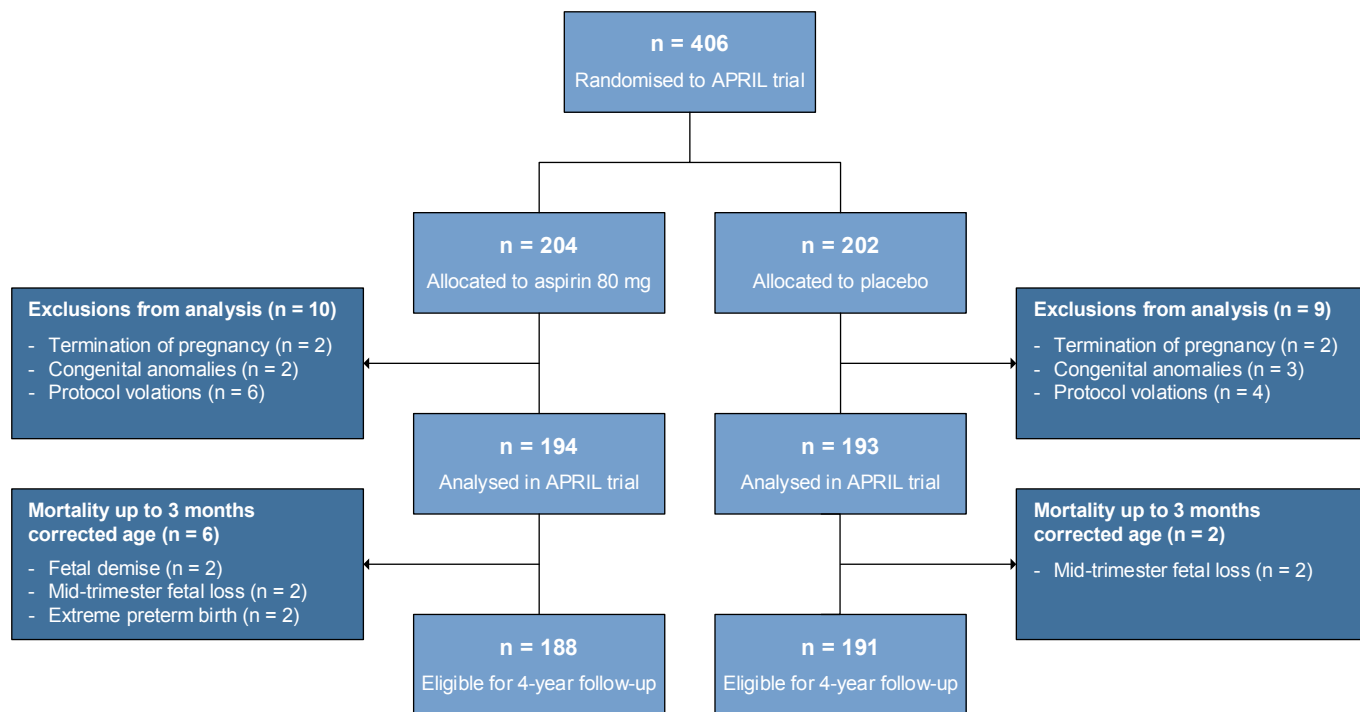 n = 406
Randomised to APRIL trial
n = 204
Allocated to aspirin 80 mg
n = 202
Allocated to placebo
Exclusions from analysis (n = 10)
- Termination of pregnancy (n = 2)
- Congenital anomalies (n = 2)
- Protocol volations (n = 6)
Exclusions from analysis (n = 9)
- Termination of pregnancy (n = 2)
- Congenital anomalies (n = 3)
- Protocol volations (n = 4)
n = 194
Analysed in APRIL trial
n = 193
Analysed in APRIL trial
Mortality up to 3 months
corrected age (n = 6)
- Fetal demise (n = 2)
- Mid-trimester fetal loss (n = 2)
- Extreme preterm birth (n = 2)
Mortality up to 3 months
corrected age (n = 2)
- Mid-trimester fetal loss (n = 2)
n = 188
Eligible for 4-year follow-up
n = 191
Eligible for 4-year follow-up